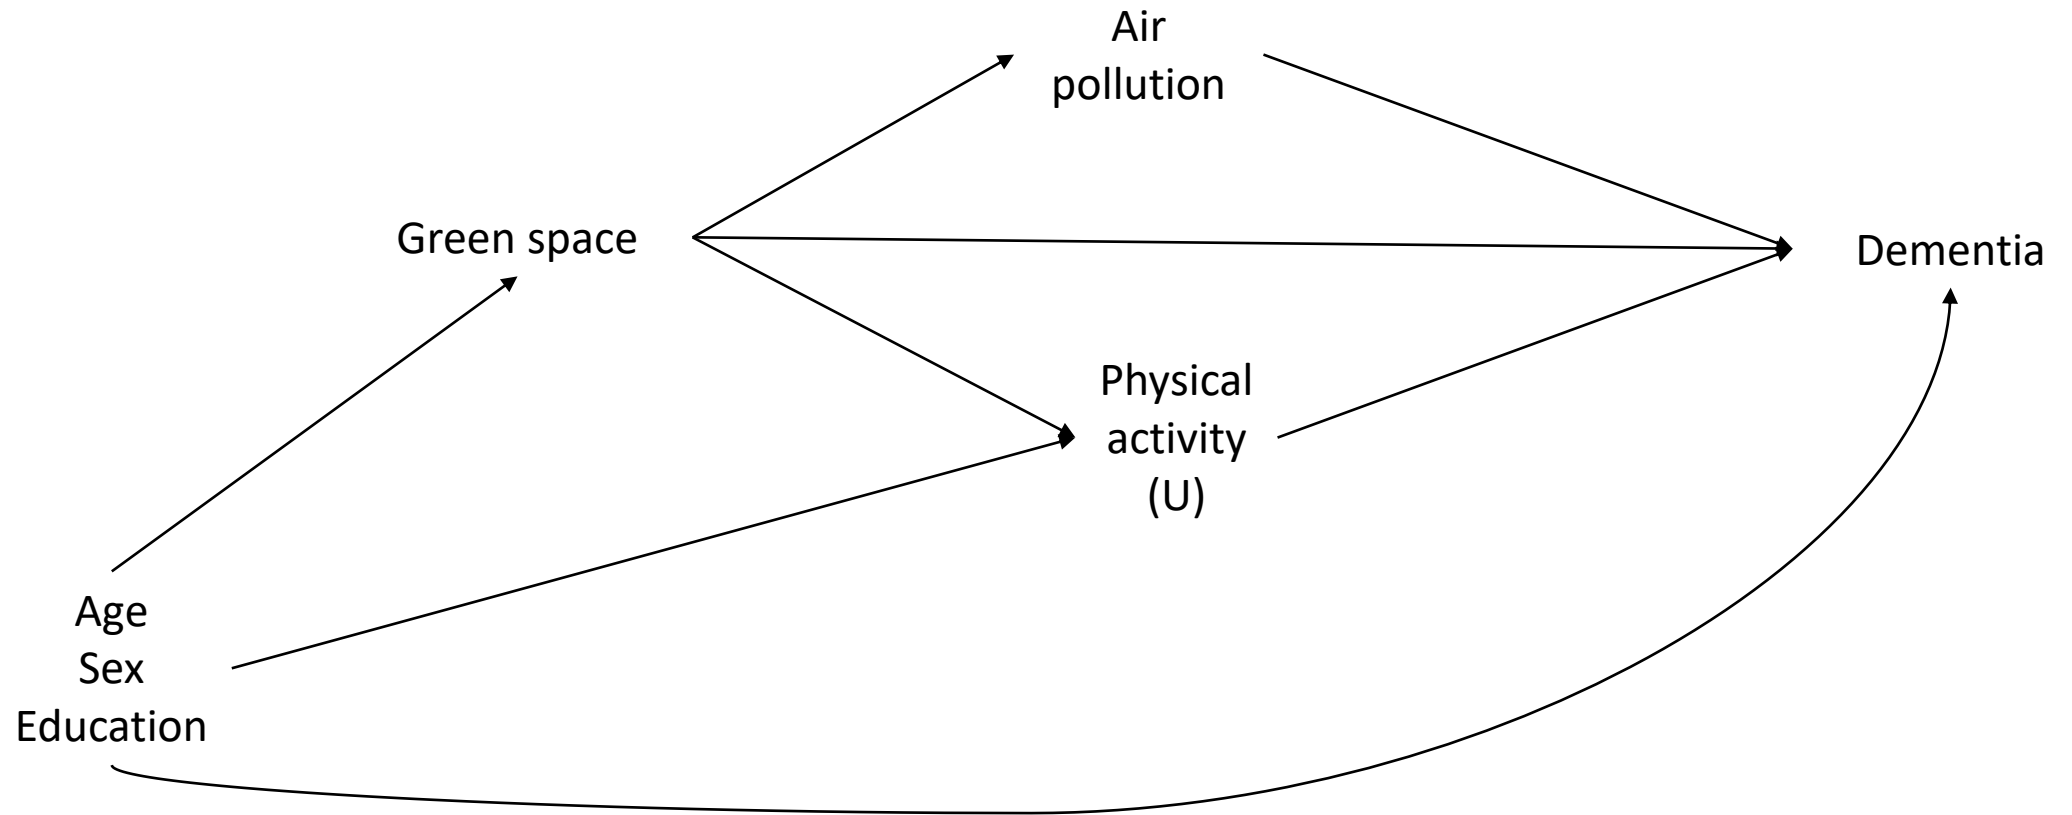 Air
pollution
Green space
Dementia
Physical
activity
(U)
Age
Sex
Education